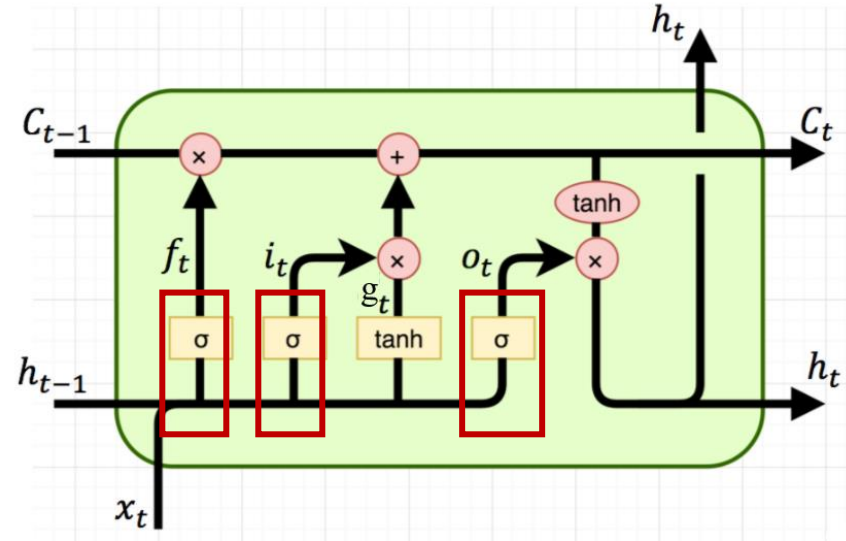 h_t
C_{t-1} × + C_t
tanh
f_t i_t × o_t ×
g_t
σ σ tanh σ
h_{t-1} h_t
x_t